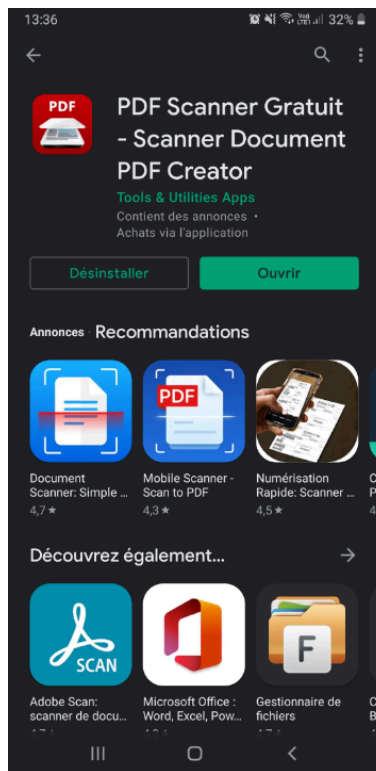 13:36
32%
PDF
PDF Scanner Gratuit
- Scanner Document
PDF Creator
Tools & Utilities Apps
Contient des annonces •
Achats via l'application
Désinstaller
Ouvrir
Annonces · Recommandations
PDF
Document
Scanner: Simple ...
4,7 ★
Mobile Scanner -
Scan to PDF
4,3 ★
Numérisation
Rapide: Scanner ...
4,5 ★
Découvrez également...
SCAN
F
Adobe Scan:
scanner de docu...
Microsoft Office :
Word, Excel, Pow...
Gestionnaire de
fichiers